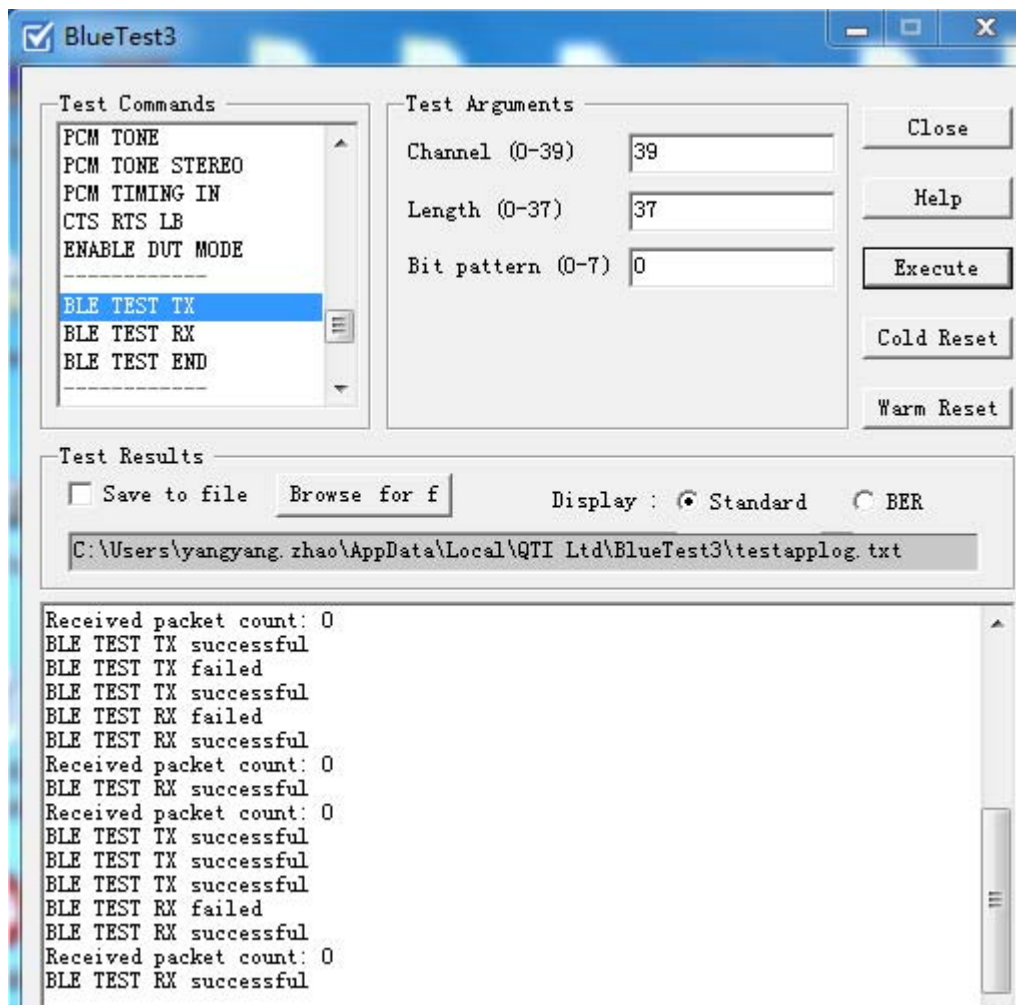 BlueTest3
Test Commands
PCM TONE
PCM TONE STEREO
PCM TIMING IN
CTS RTS LB
ENABLE DUT MODE
------------
BLE TEST TX
BLE TEST RX
BLE TEST END
------------
Test Arguments
Channel (0-39) 39
Length (0-37) 37
Bit pattern (0-7) 0
Close
Help
Execute
Cold Reset
Warm Reset
Test Results
Save to file Browse for f Display : Standard BER
C:\Users\yangyang.zhao\AppData\Local\QTI Ltd\BlueTest3\testapplog.txt
Received packet count: 0
BLE TEST TX successful
BLE TEST TX failed
BLE TEST TX successful
BLE TEST RX failed
BLE TEST RX successful
Received packet count: 0
BLE TEST RX successful
Received packet count: 0
BLE TEST TX successful
BLE TEST TX successful
BLE TEST TX successful
BLE TEST RX failed
BLE TEST RX successful
Received packet count: 0
BLE TEST RX successful